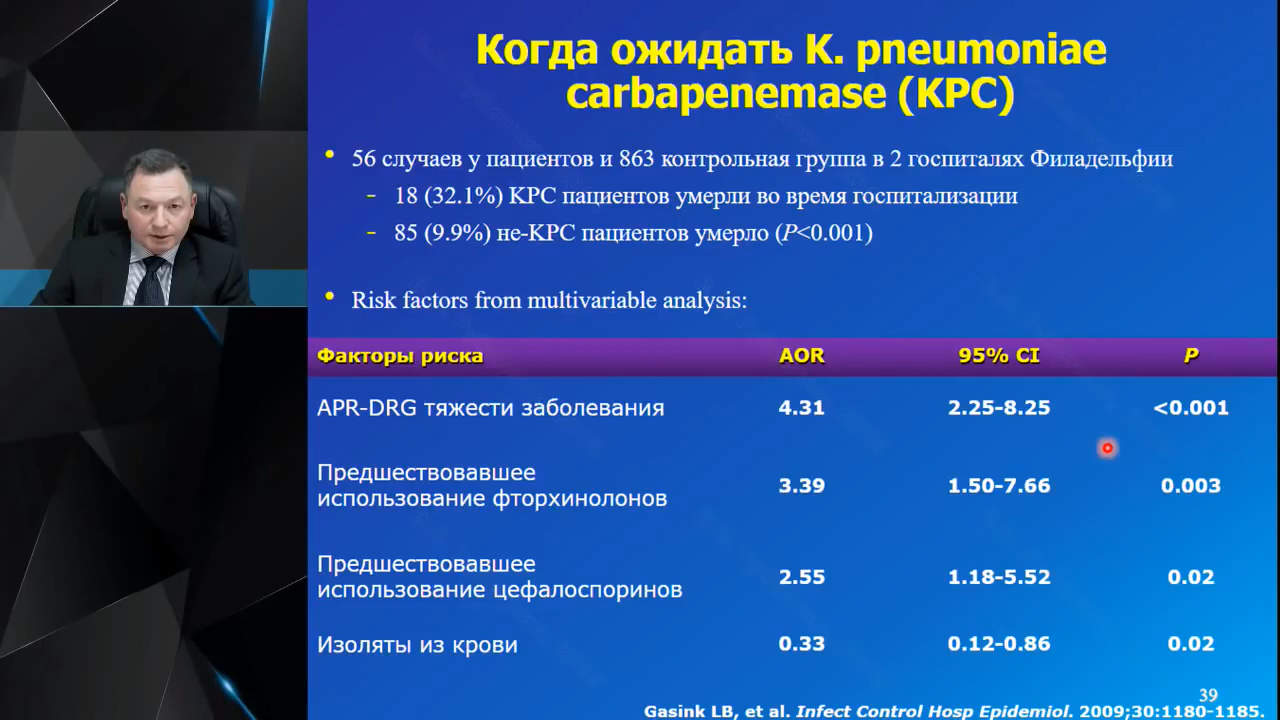 Когда ожидать K. pneumoniae
carbapenemase (KPC)
• 56 случаев у пациентов и 863 контрольная группа в 2 госпиталях Филадельфии
- 18 (32.1%) KPC пациентов умерли во время госпитализации
- 85 (9.9%) не-KPC пациентов умерло (P<0.001)
• Risk factors from multivariable analysis:
Факторы риска AOR 95% CI P
APR-DRG тяжести заболевания 4.31 2.25-8.25 <0.001
Предшествовавшее
использование фторхинолонов 3.39 1.50-7.66 0.003
Предшествовавшее
использование цефалоспоринов 2.55 1.18-5.52 0.02
Изоляты из крови 0.33 0.12-0.86 0.02
39
Gasink LB, et al. Infect Control Hosp Epidemiol. 2009;30:1180-1185.